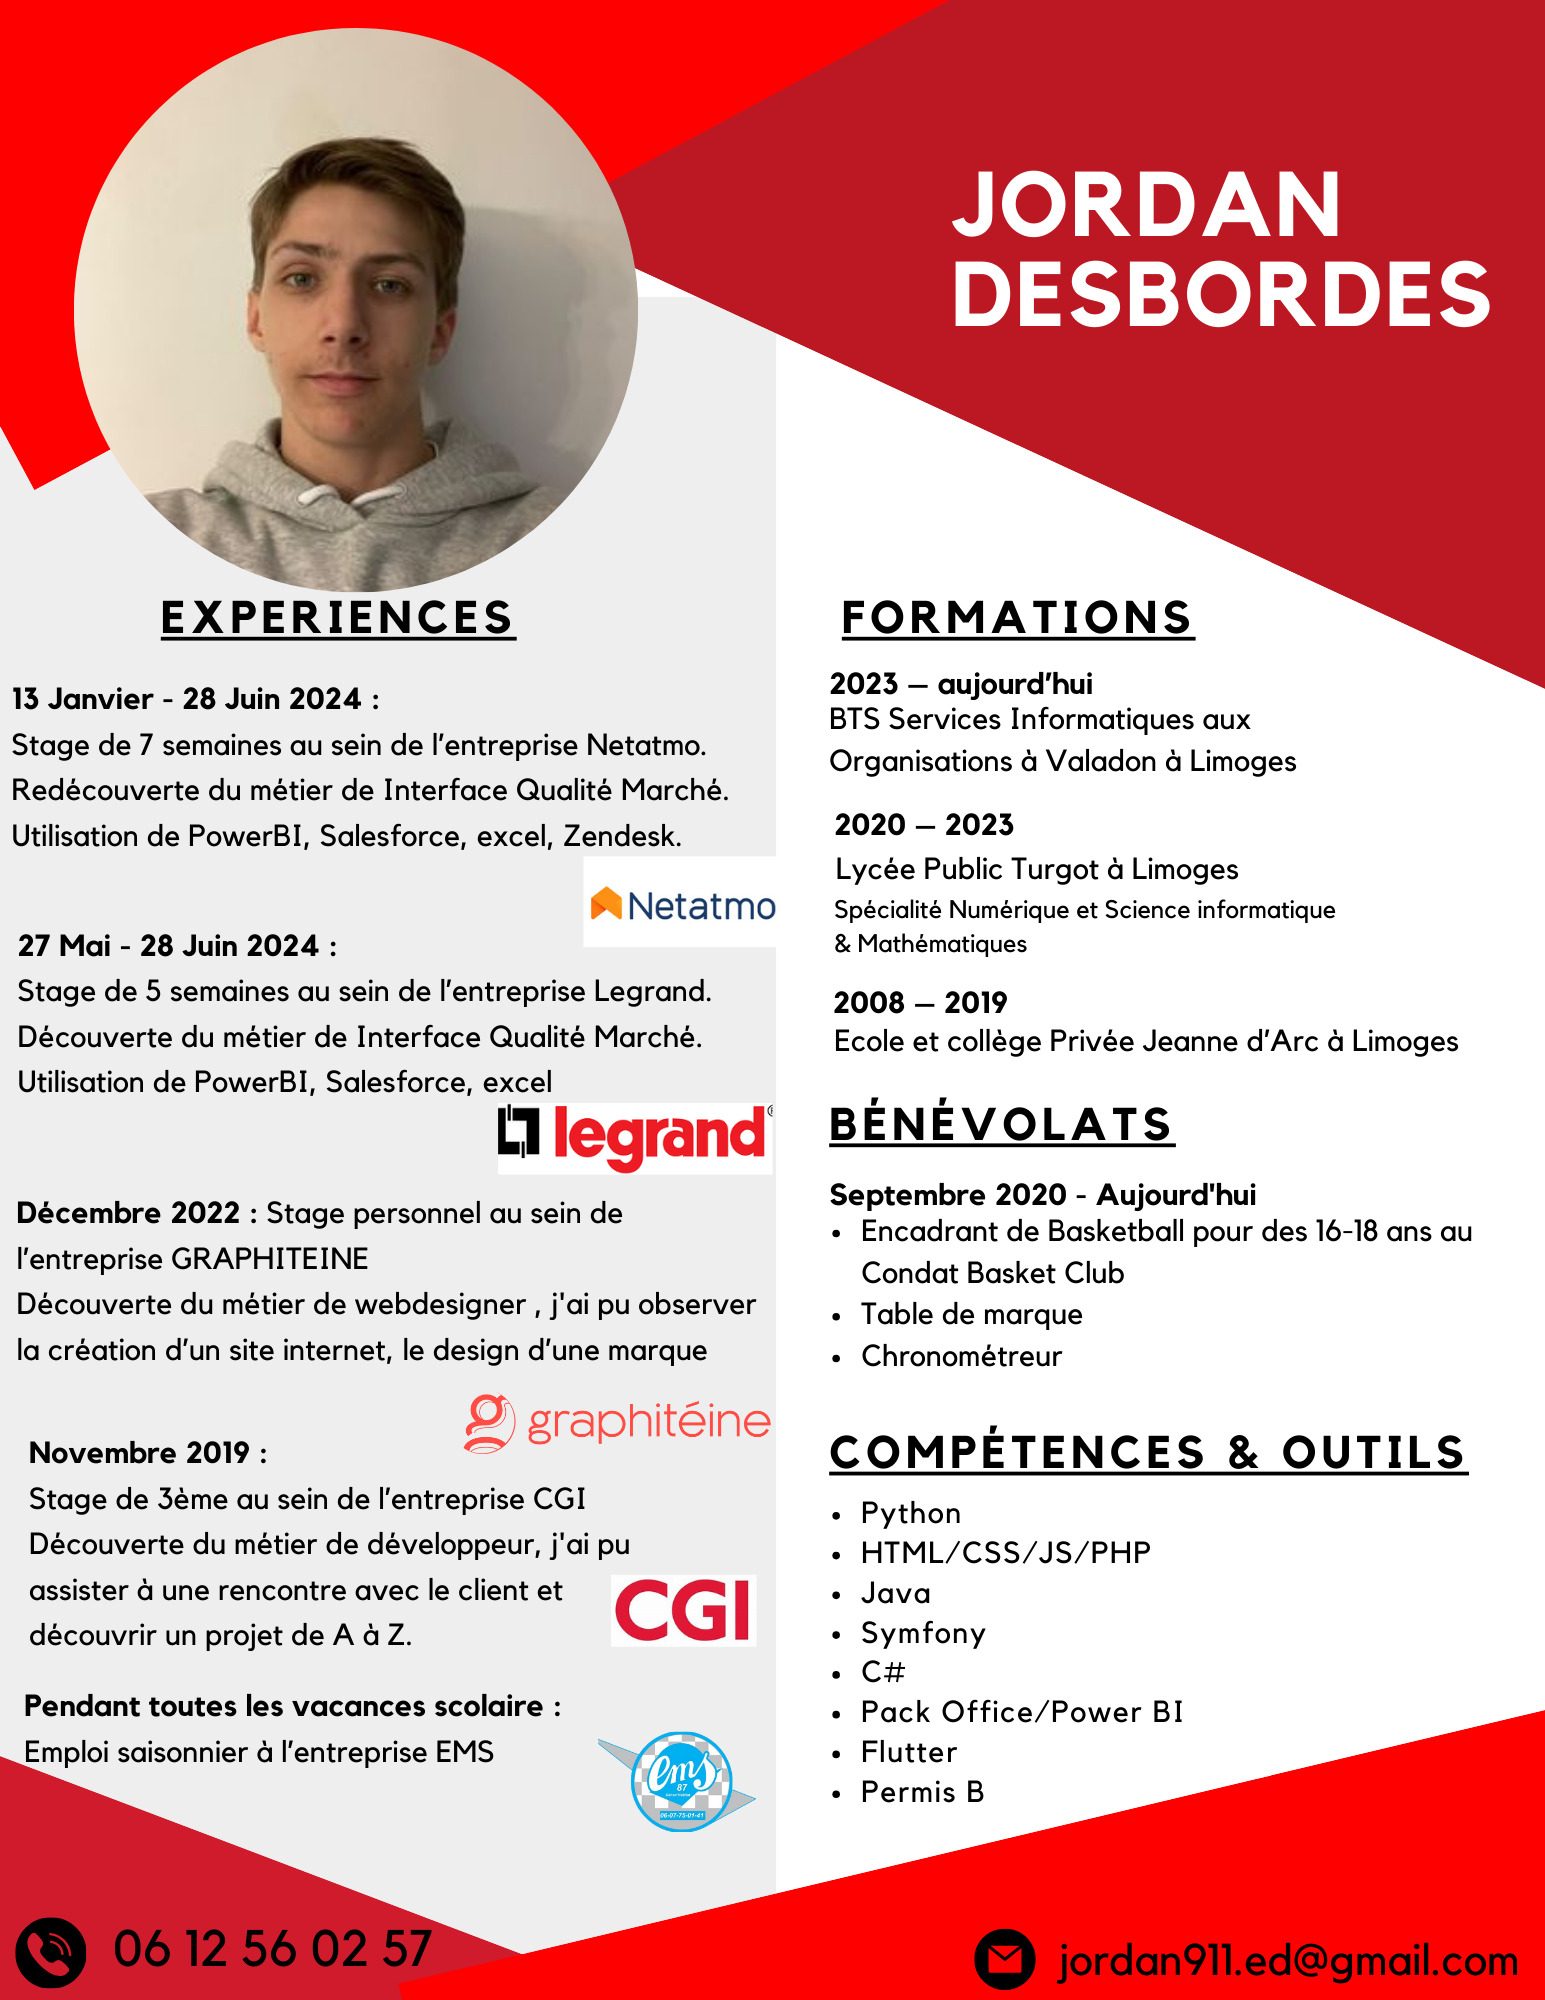 JORDAN
DESBORDES
EXPERIENCES
13 Janvier - 28 Juin 2024 :
Stage de 7 semaines au sein de l’entreprise Netatmo.
Redécouverte du métier de Interface Qualité Marché.
Utilisation de PowerBI, Salesforce, excel, Zendesk.
Netatmo
27 Mai - 28 Juin 2024 :
Stage de 5 semaines au sein de l’entreprise Legrand.
Découverte du métier de Interface Qualité Marché.
Utilisation de PowerBI, Salesforce, excel
legrand®
Décembre 2022 : Stage personnel au sein de
l’entreprise GRAPHITEINE
Découverte du métier de webdesigner , j'ai pu observer
la création d’un site internet, le design d’une marque
graphitéine
Novembre 2019 :
Stage de 3ème au sein de l’entreprise CGI
Découverte du métier de développeur, j'ai pu
assister à une rencontre avec le client et
découvrir un projet de A à Z.
CGI
Pendant toutes les vacances scolaire :
Emploi saisonnier à l’entreprise EMS
ems
87
06-07-75-01-41
06 12 56 02 57
FORMATIONS
2023 – aujourd’hui
BTS Services Informatiques aux
Organisations à Valadon à Limoges
2020 – 2023
Lycée Public Turgot à Limoges
Spécialité Numérique et Science informatique
& Mathématiques
2008 – 2019
Ecole et collège Privée Jeanne d’Arc à Limoges
BÉNÉVOLATS
Septembre 2020 - Aujourd'hui
• Encadrant de Basketball pour des 16-18 ans au
Condat Basket Club
• Table de marque
• Chronométreur
COMPÉTENCES & OUTILS
• Python
• HTML/CSS/JS/PHP
• Java
• Symfony
• C#
• Pack Office/Power BI
• Flutter
• Permis B
jordan911.ed@gmail.com